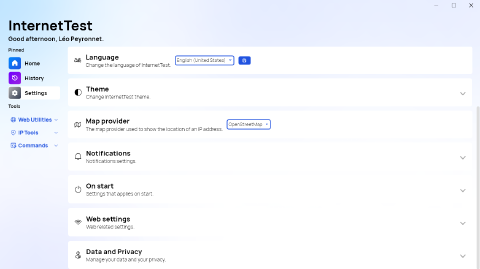 InternetTest
Good afternoon, Léo Peyronnet.
Pinned
Home
History
Settings
Tools
Web Utilities
IP Tools
Commands
Language
Change the language of InternetTest.
English (United States)
Theme
Change InternetTest theme.
Map provider
The map provider used to show the location of an IP address.
OpenStreetMap
Notifications
Notifications settings.
On start
Settings that applies on start.
Web settings
Web related settings.
Data and Privacy
Manage your data and your privacy.